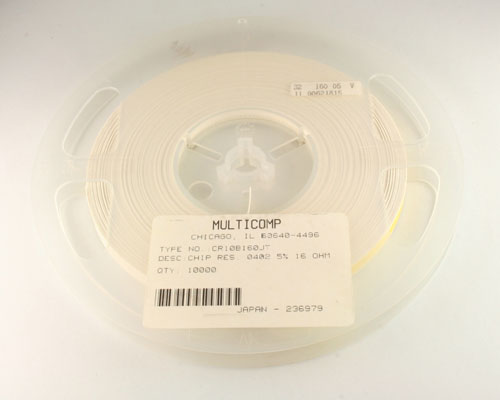 32 160 05 V
MULTICOMP
CHICAGO, IL 63640-4496
TYPE NO. CR10B160JT
DESC:CHIP RES. 0402 5% 16 OHM
QTY: 10000
JAPAN - 236979